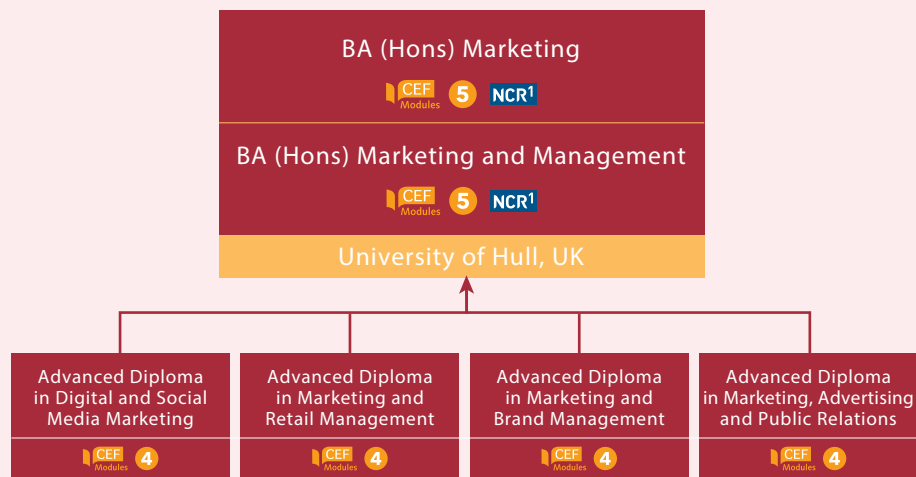 BA (Hons) Marketing
CEF
Modules
5
NCR¹
BA (Hons) Marketing and Management
CEF
Modules
5
NCR¹
University of Hull, UK
Advanced Diploma
in Digital and Social
Media Marketing
CEF
Modules
4
Advanced Diploma
in Marketing and
Retail Management
CEF
Modules
4
Advanced Diploma
in Marketing and
Brand Management
CEF
Modules
4
Advanced Diploma
in Marketing, Advertising
and Public Relations
CEF
Modules
4